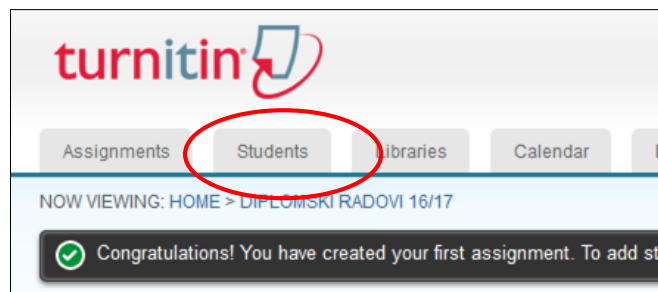 turnitin
Assignments Students Libraries Calendar
NOW VIEWING: HOME > DIPLOMSKI RADOVI 16/17
Congratulations! You have created your first assignment. To add st